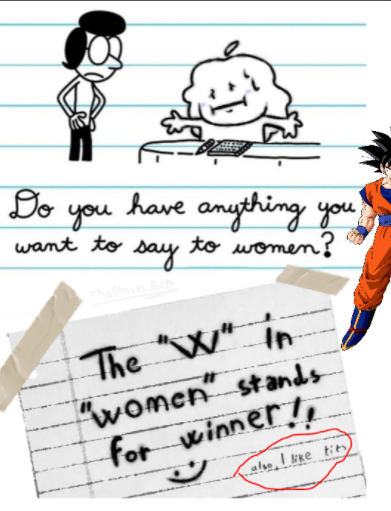 Do you have anything you
want to say to women?
The "W" in
"women" stands
for winner!!
also, I like tits